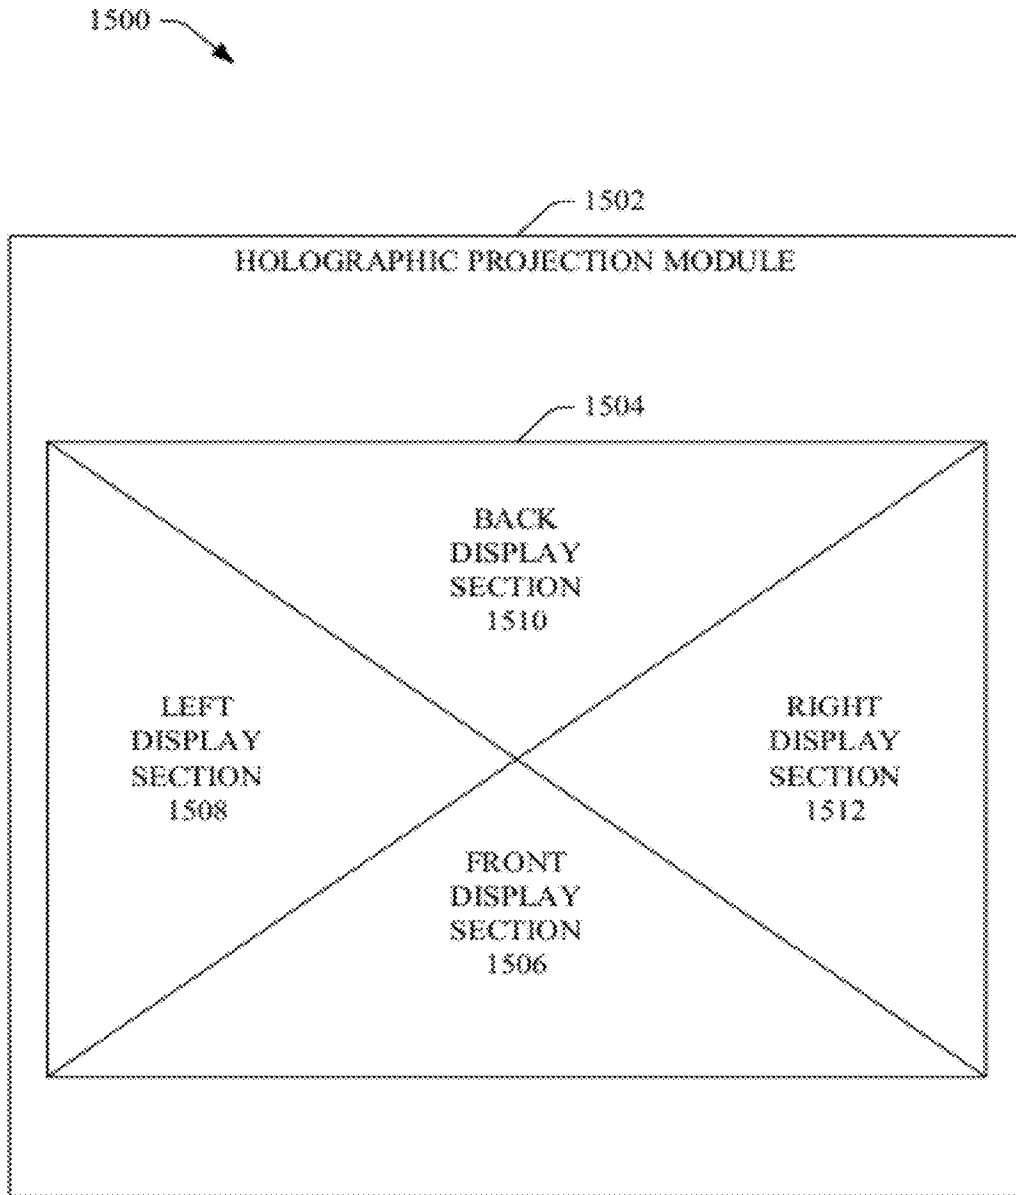 1500
1502
HOLOGRAPHIC PROJECTION MODULE
1504
BACK
DISPLAY
SECTION
1510
LEFT
DISPLAY
SECTION
1508
RIGHT
DISPLAY
SECTION
1512
FRONT
DISPLAY
SECTION
1506